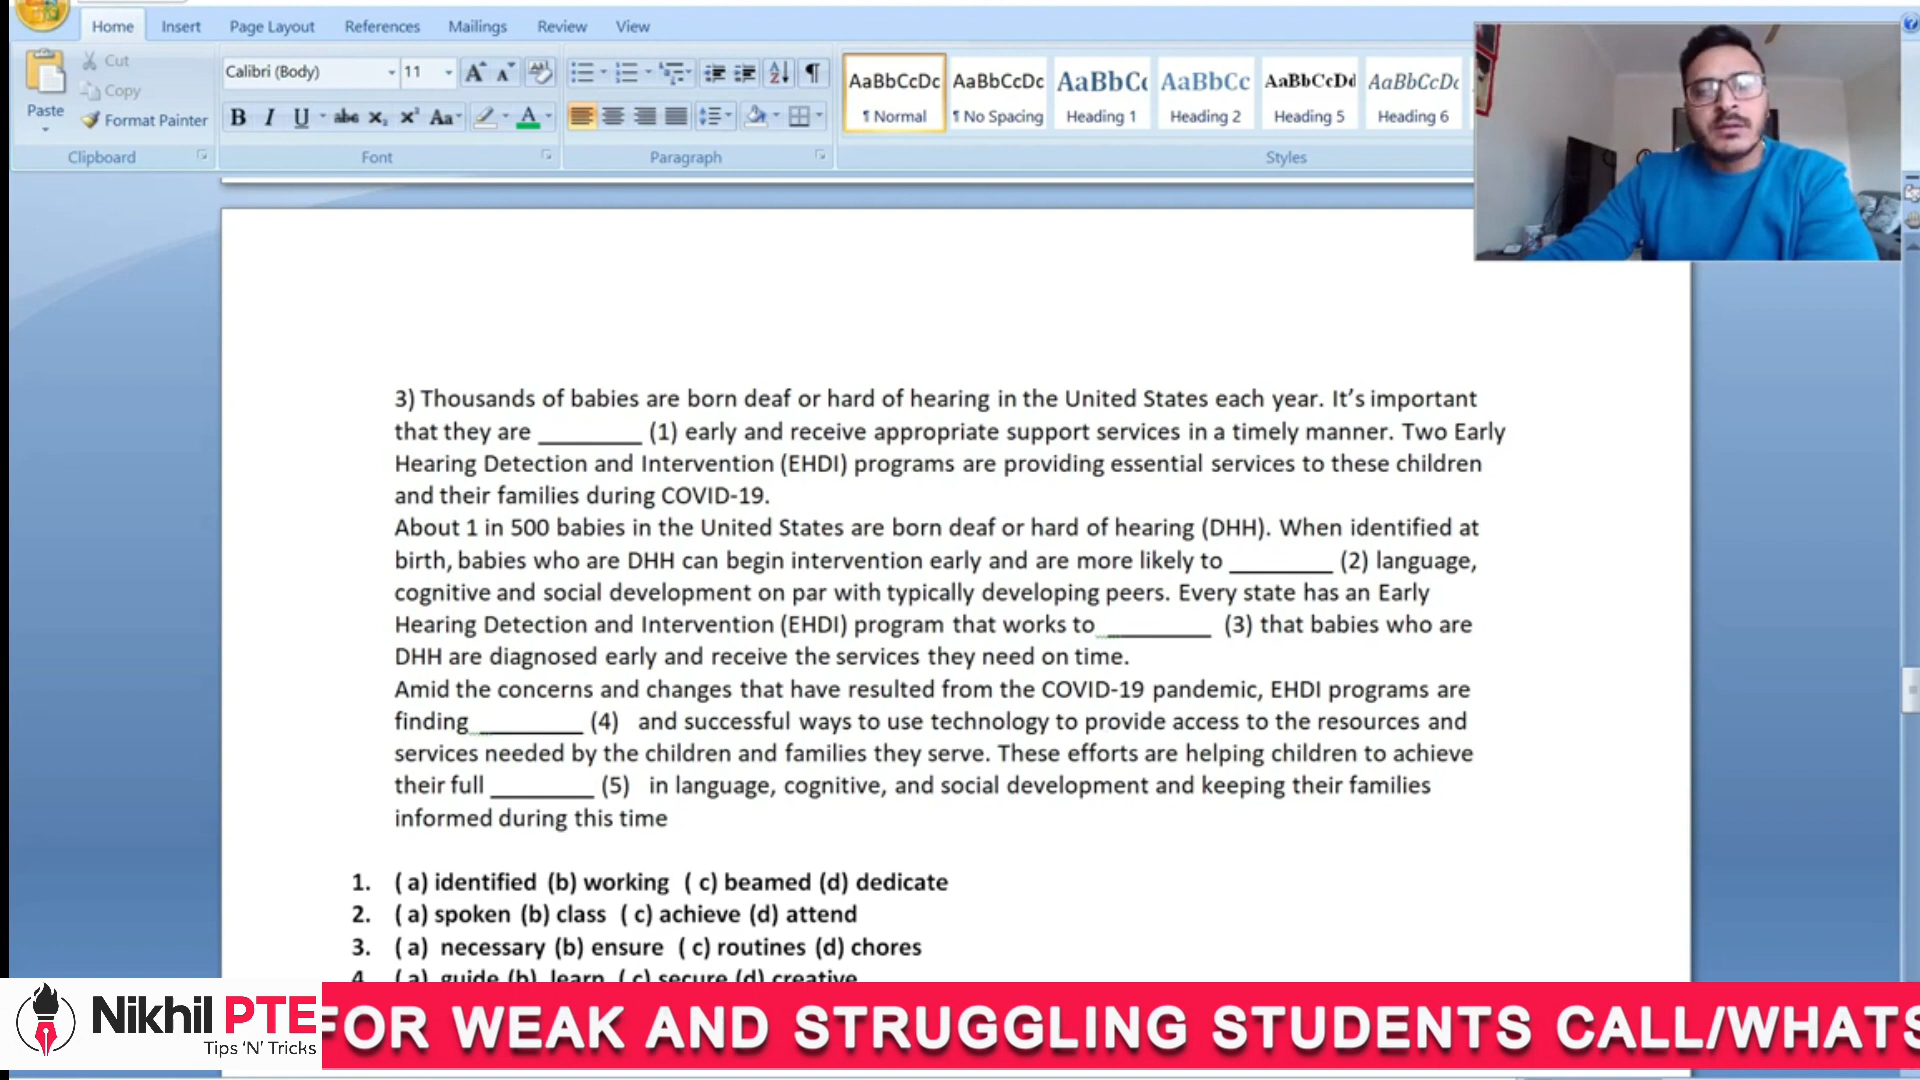 Home Insert Page Layout References Mailings Review View
Cut
Copy
Paste
Format Painter
Calibri (Body) 11
AaBbCcDc AaBbCcDc AaBbC AaBbCc AaBbCcDd AaBbCcDc
¶ Normal ¶ No Spacing Heading 1 Heading 2 Heading 5 Heading 6
Clipboard Font Paragraph Styles
3) Thousands of babies are born deaf or hard of hearing in the United States each year. It's important
that they are ________ (1) early and receive appropriate support services in a timely manner. Two Early
Hearing Detection and Intervention (EHDI) programs are providing essential services to these children
and their families during COVID-19.
About 1 in 500 babies in the United States are born deaf or hard of hearing (DHH). When identified at
birth, babies who are DHH can begin intervention early and are more likely to ________ (2) language,
cognitive and social development on par with typically developing peers. Every state has an Early
Hearing Detection and Intervention (EHDI) program that works to ________ (3) that babies who are
DHH are diagnosed early and receive the services they need on time.
Amid the concerns and changes that have resulted from the COVID-19 pandemic, EHDI programs are
finding ________ (4) and successful ways to use technology to provide access to the resources and
services needed by the children and families they serve. These efforts are helping children to achieve
their full ________ (5) in language, cognitive, and social development and keeping their families
informed during this time
1. ( a) identified (b) working ( c) beamed (d) dedicate
2. ( a) spoken (b) class ( c) achieve (d) attend
3. ( a) necessary (b) ensure ( c) routines (d) chores
4. ( a) guide (b) learn ( c) secure (d) creative
Nikhil PTE
Tips 'N' Tricks
FOR WEAK AND STRUGGLING STUDENTS CALL/WHATS